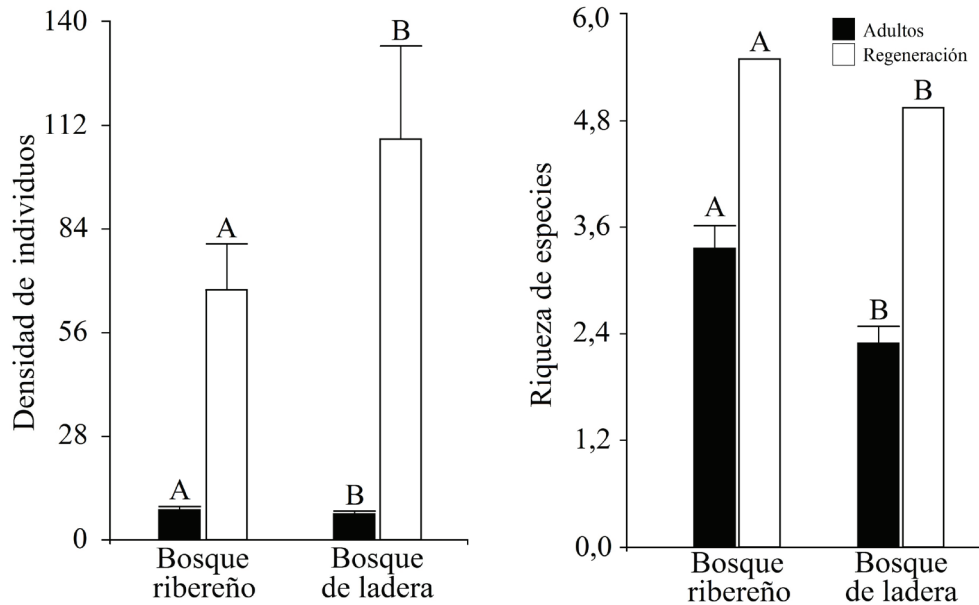 Densidad de individuos
140
112
84
56
28
0
A
A
B
B
Bosque
ribereño
Bosque
de ladera
Riqueza de especies
6,0
4,8
3,6
2,4
1,2
0,0
Adultos
Regeneración
A
A
B
B
Bosque
ribereño
Bosque
de ladera